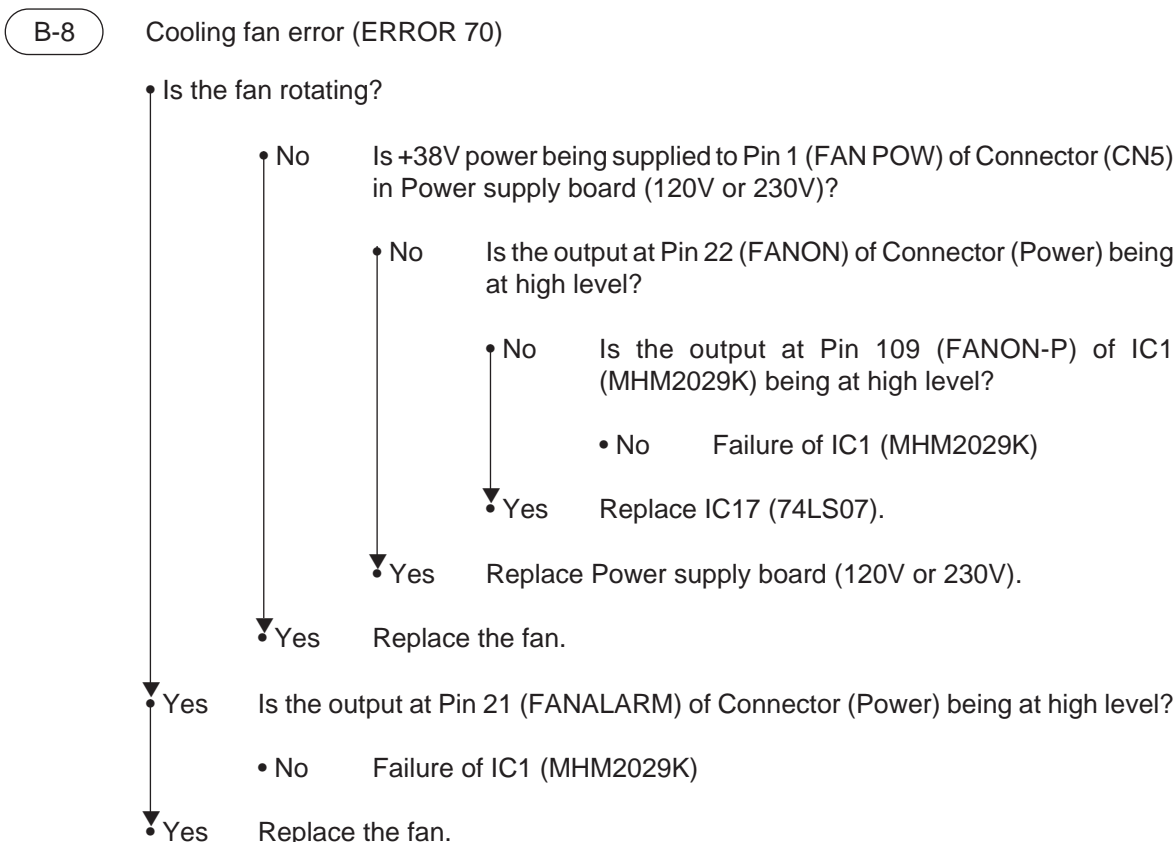 B-8 Cooling fan error (ERROR 70)
• Is the fan rotating?
• No Is +38V power being supplied to Pin 1 (FAN POW) of Connector (CN5)
in Power supply board (120V or 230V)?
• No Is the output at Pin 22 (FANON) of Connector (Power) being
at high level?
• No Is the output at Pin 109 (FANON-P) of IC1
(MHM2029K) being at high level?
• No Failure of IC1 (MHM2029K)
• Yes Replace IC17 (74LS07).
• Yes Replace Power supply board (120V or 230V).
• Yes Replace the fan.
• Yes Is the output at Pin 21 (FANALARM) of Connector (Power) being at high level?
• No Failure of IC1 (MHM2029K)
• Yes Replace the fan.